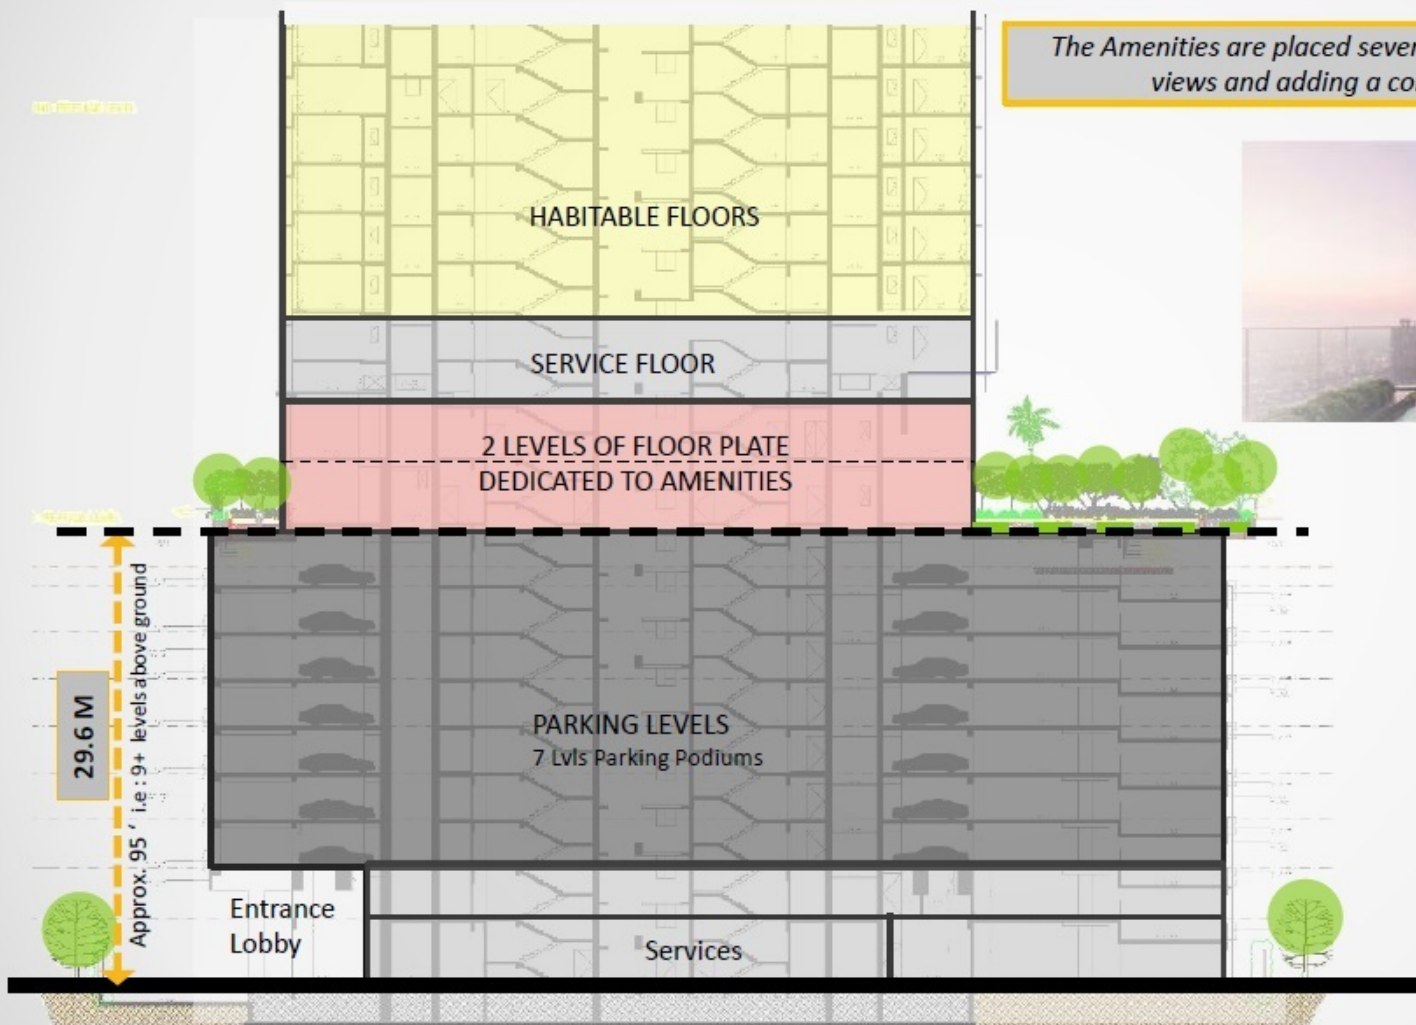 The Amenities are placed sever
views and adding a co
HABITABLE FLOORS
SERVICE FLOOR
2 LEVELS OF FLOOR PLATE
DEDICATED TO AMENITIES
29.6 M
Approx. 95 ' i.e : 9+ levels above ground
PARKING LEVELS
7 Lvls Parking Podiums
Entrance
Lobby
Services